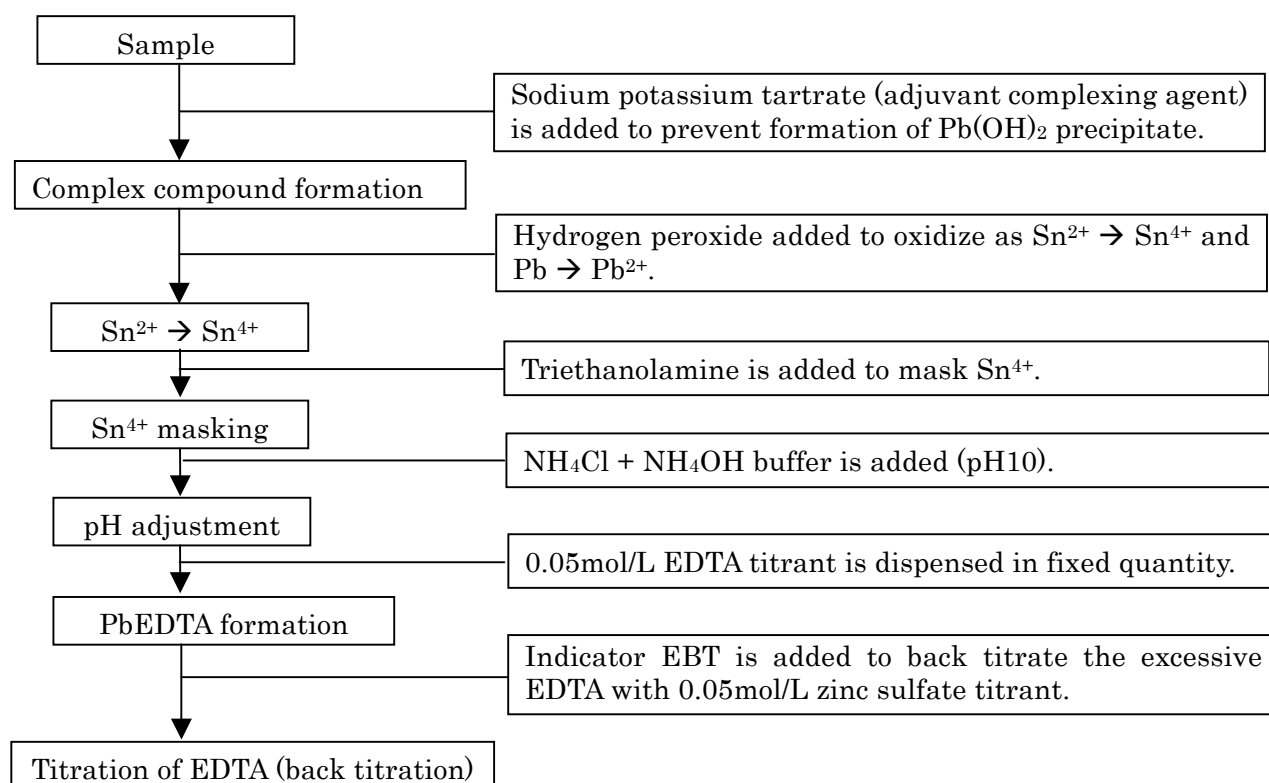 Sample
Sodium potassium tartrate (adjuvant complexing agent)
is added to prevent formation of Pb(OH)₂ precipitate.
Complex compound formation
Hydrogen peroxide added to oxidize as Sn²⁺ → Sn⁴⁺ and
Pb → Pb²⁺.
Sn²⁺ → Sn⁴⁺
Triethanolamine is added to mask Sn⁴⁺.
Sn⁴⁺ masking
NH₄Cl + NH₄OH buffer is added (pH10).
pH adjustment
0.05mol/L EDTA titrant is dispensed in fixed quantity.
PbEDTA formation
Indicator EBT is added to back titrate the excessive
EDTA with 0.05mol/L zinc sulfate titrant.
Titration of EDTA (back titration)